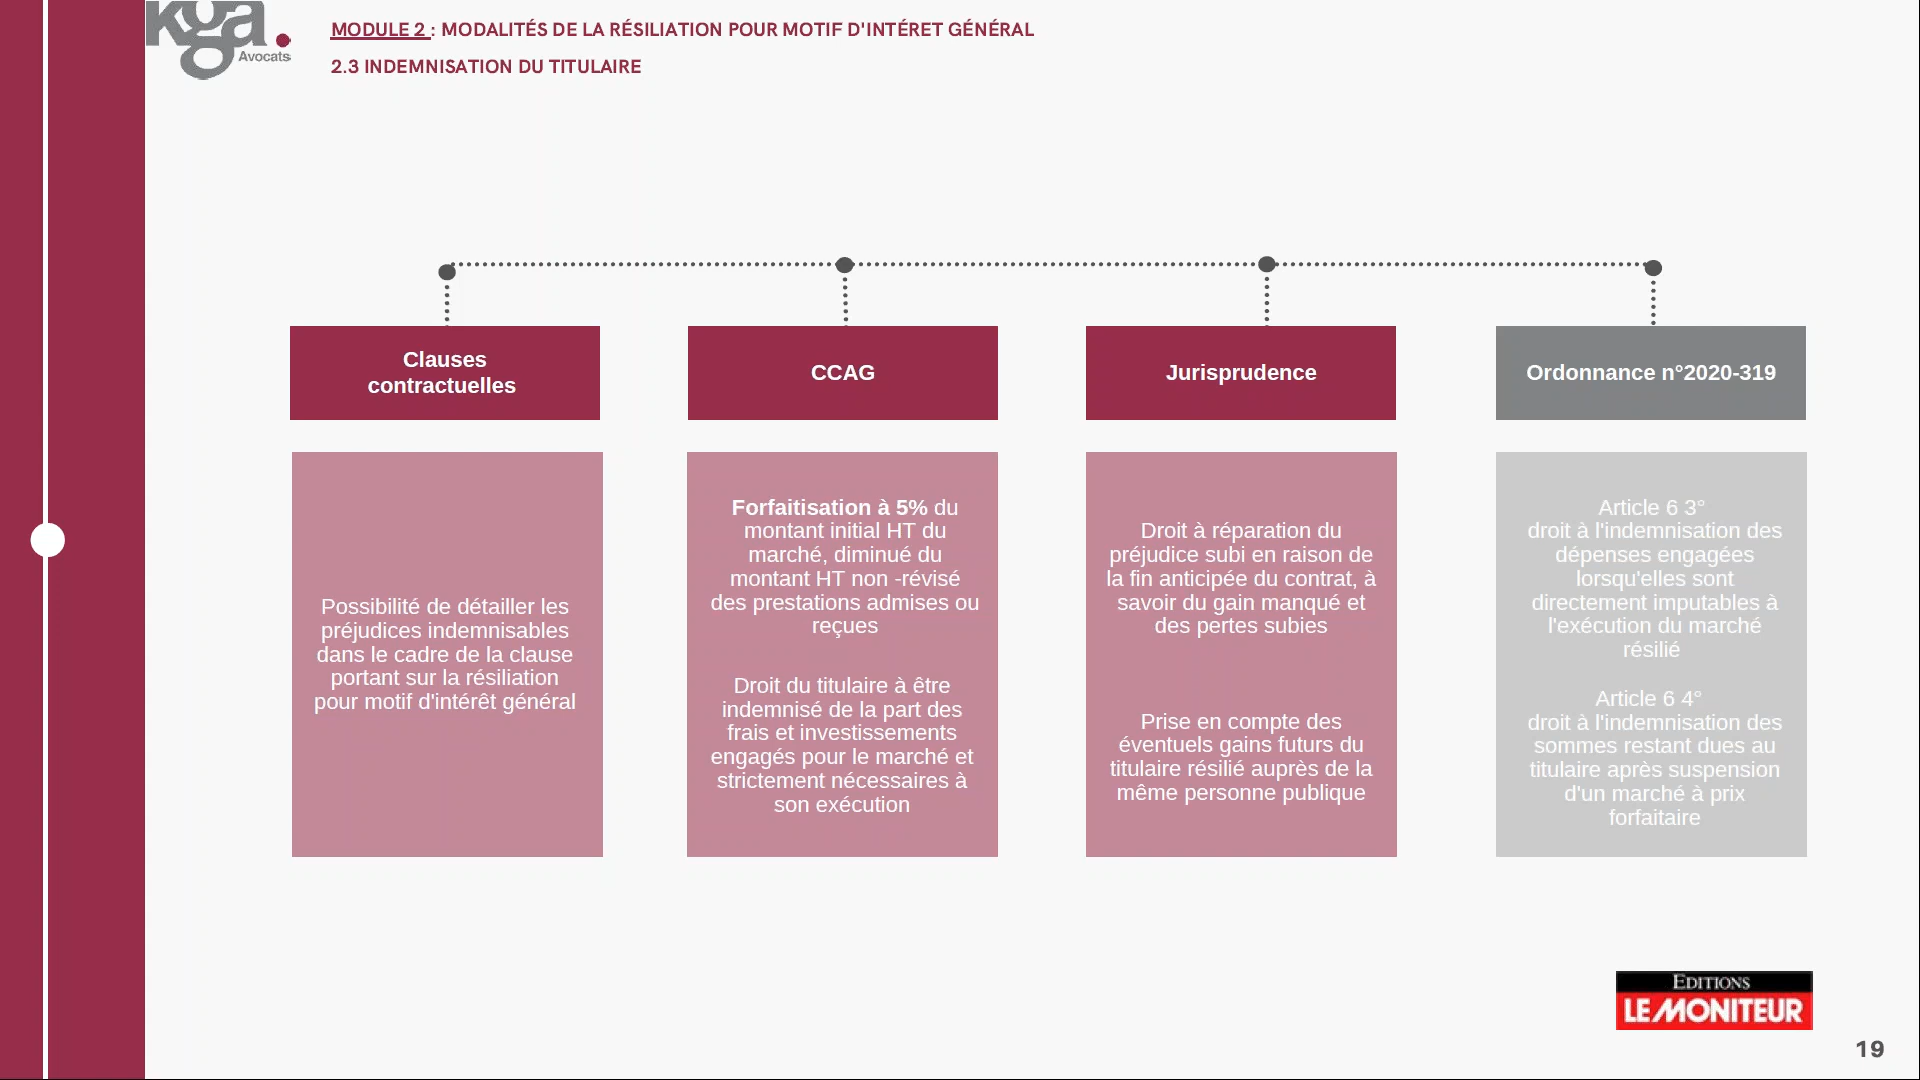 kga.
Avocats
MODULE 2 : MODALITÉS DE LA RÉSILIATION POUR MOTIF D'INTÉRET GÉNÉRAL
2.3 INDEMNISATION DU TITULAIRE
Clauses
contractuelles
Possibilité de détailler les
préjudices indemnisables
dans le cadre de la clause
portant sur la résiliation
pour motif d'intérêt général
CCAG
Forfaitisation à 5% du
montant initial HT du
marché, diminué du
montant HT non -révisé
des prestations admises ou
reçues
Droit du titulaire à être
indemnisé de la part des
frais et investissements
engagés pour le marché et
strictement nécessaires à
son exécution
Jurisprudence
Droit à réparation du
préjudice subi en raison de
la fin anticipée du contrat, à
savoir du gain manqué et
des pertes subies
Prise en compte des
éventuels gains futurs du
titulaire résilié auprès de la
même personne publique
Ordonnance n°2020-319
Article 6 3°
droit à l'indemnisation des
dépenses engagées
lorsqu'elles sont
directement imputables à
l'exécution du marché
résilié
Article 6 4°
droit à l'indemnisation des
sommes restant dues au
titulaire après suspension
d'un marché à prix
forfaitaire
EDITIONS
LE MONITEUR
19